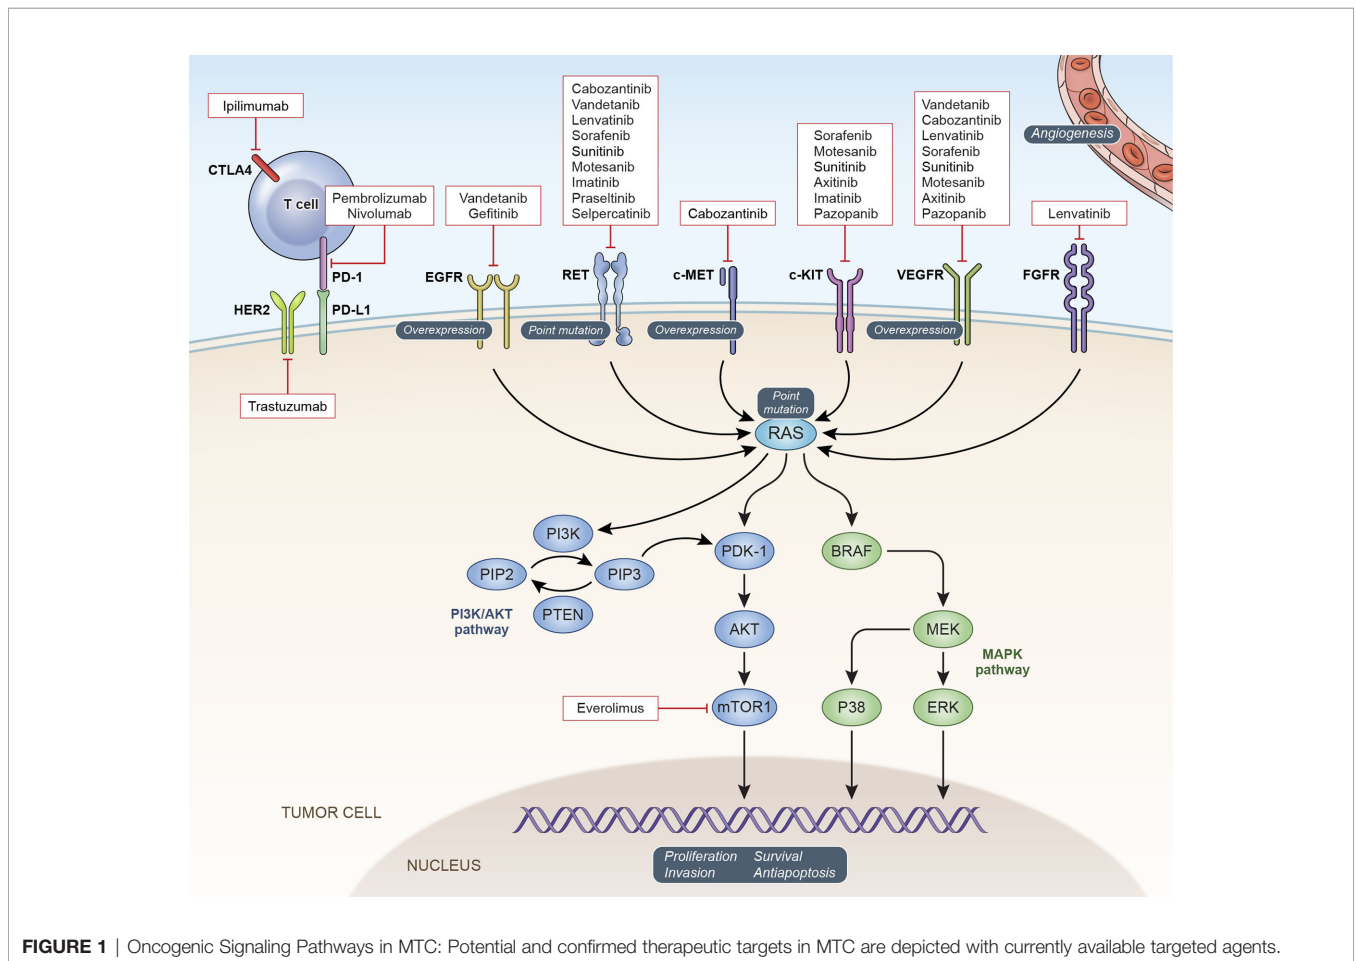 Ipilimumab
CTLA4
T cell
Pembrolizumab
Nivolumab
PD-1
PD-L1
HER2
Trastuzumab
Vandetanib
Gefitinib
EGFR
Overexpression
Cabozantinib
Vandetanib
Lenvatinib
Sorafenib
Sunitinib
Motesanib
Imatinib
Praseltinib
Selpercatinib
RET
Point mutation
Cabozantinib
c-MET
Overexpression
Sorafenib
Motesanib
Sunitinib
Axitinib
Imatinib
Pazopanib
c-KIT
Vandetanib
Cabozantinib
Lenvatinib
Sorafenib
Sunitinib
Motesanib
Axitinib
Pazopanib
VEGFR
Overexpression
Angiogenesis
Lenvatinib
FGFR
Point
mutation
RAS
PI3K
PIP2
PIP3
PTEN
PI3K/AKT
pathway
PDK-1
AKT
Everolimus
mTOR1
BRAF
MEK
MAPK
pathway
P38
ERK
TUMOR CELL
NUCLEUS
Proliferation Survival
Invasion Antiapoptosis
FIGURE 1 | Oncogenic Signaling Pathways in MTC: Potential and confirmed therapeutic targets in MTC are depicted with currently available targeted agents.